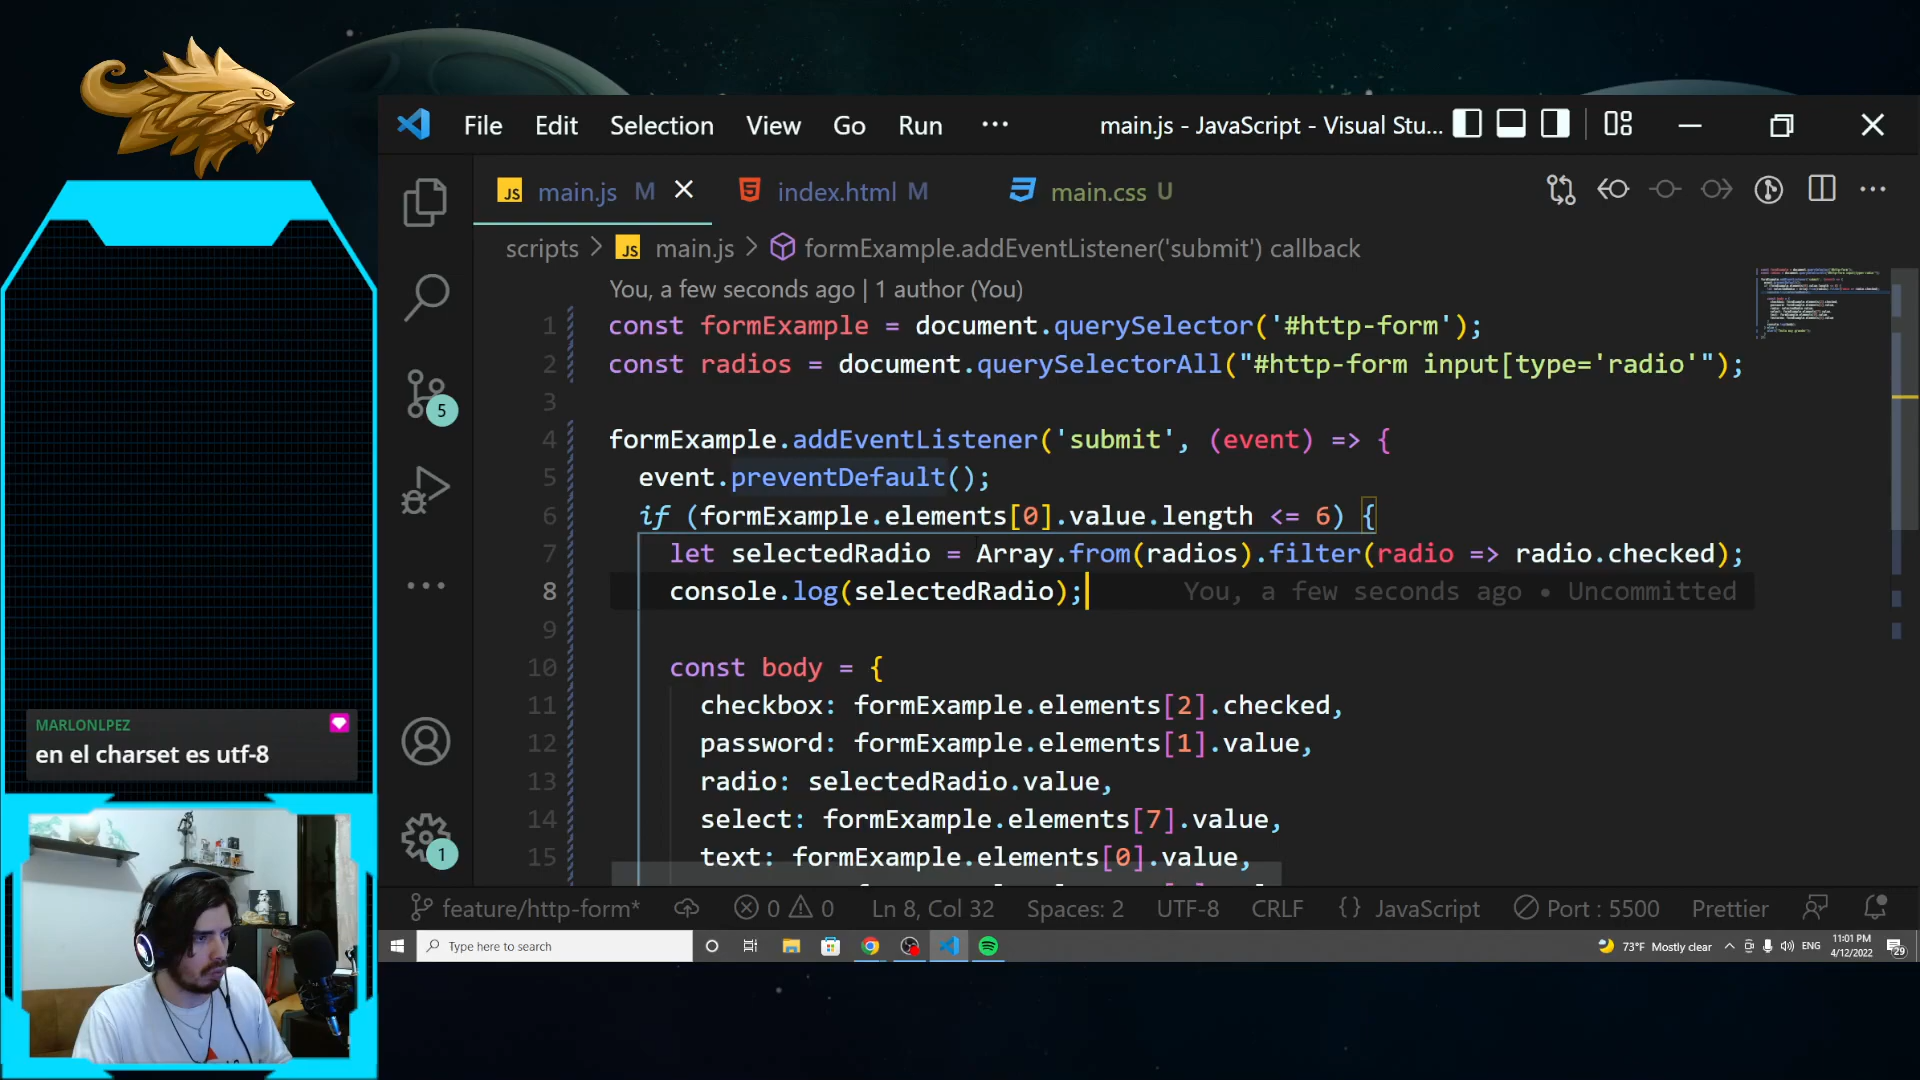 File Edit Selection View Go Run ··· main.js - JavaScript - Visual Stu...
JS main.js M index.html M main.css U
scripts > JS main.js > formExample.addEventListener('submit') callback
You, a few seconds ago | 1 author (You)
1 const formExample = document.querySelector('#http-form');
2 const radios = document.querySelectorAll("#http-form input[type='radio'");
3
4 formExample.addEventListener('submit', (event) => {
5 event.preventDefault();
6 if (formExample.elements[0].value.length <= 6) {
7 let selectedRadio = Array.from(radios).filter(radio => radio.checked);
8 console.log(selectedRadio); You, a few seconds ago • Uncommitted
9
10 const body = {
11 checkbox: formExample.elements[2].checked,
12 password: formExample.elements[1].value,
13 radio: selectedRadio.value,
14 select: formExample.elements[7].value,
15 text: formExample.elements[0].value,
5
1
MARLONLPEZ
en el charset es utf-8
feature/http-form* 0 0 Ln 8, Col 32 Spaces: 2 UTF-8 CRLF {} JavaScript Port : 5500 Prettier
Type here to search 73°F Mostly clear ENG 11:01 PM
4/12/2022
29